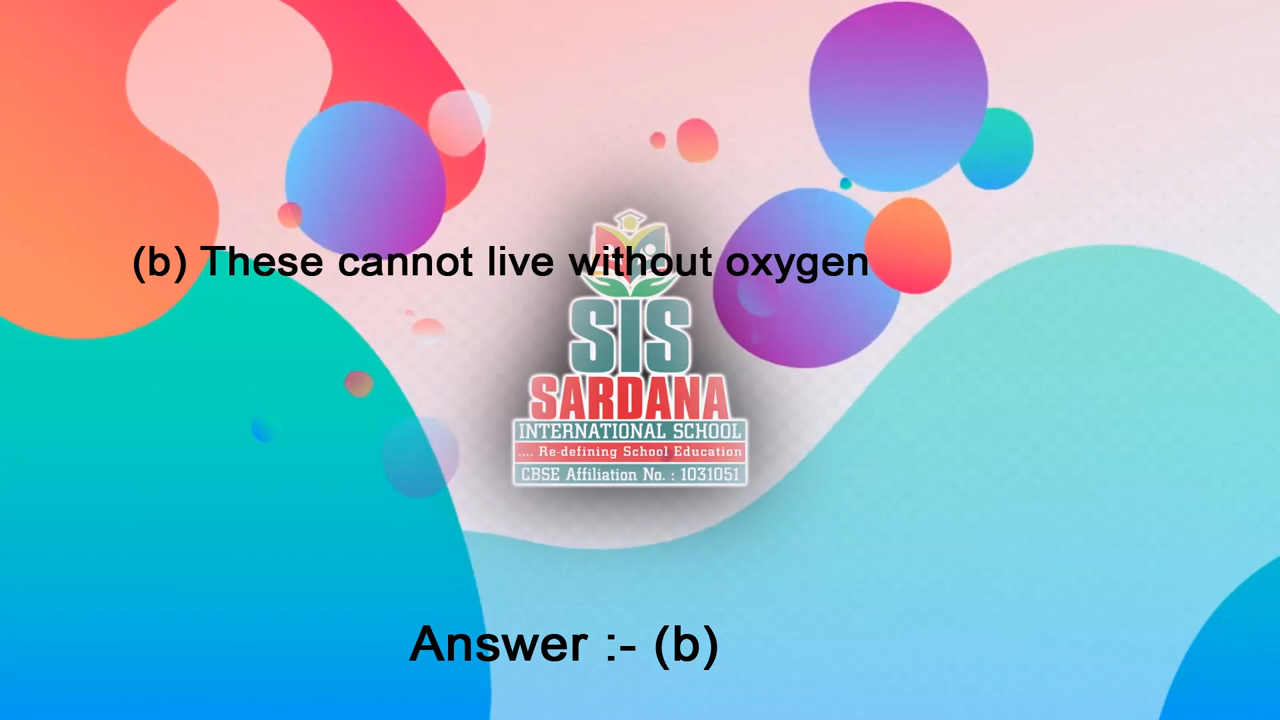 (b) These cannot live without oxygen
SIS
SARDANA
INTERNATIONAL SCHOOL
.... Re-defining School Education
CBSE Affiliation No. : 1031051
Answer :- (b)